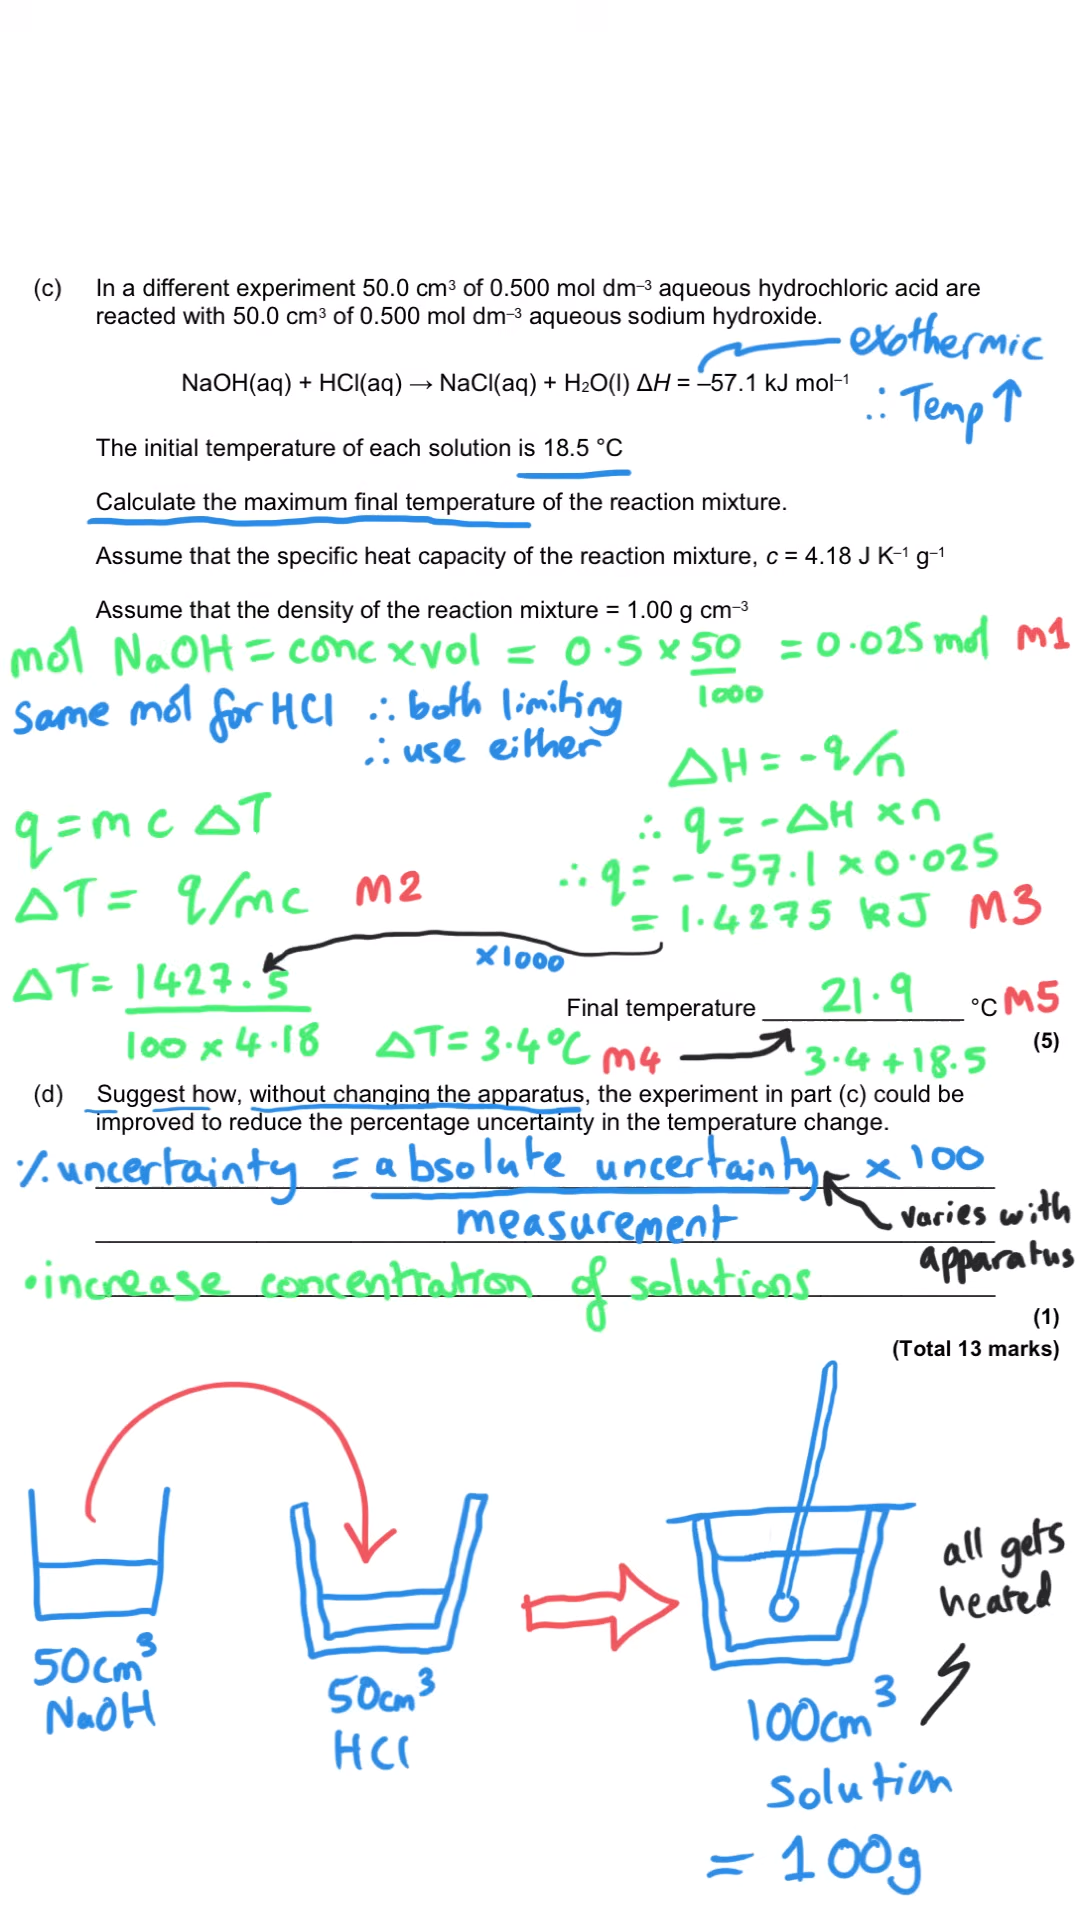 (c) In a different experiment 50.0 cm³ of 0.500 mol dm⁻³ aqueous hydrochloric acid are
reacted with 50.0 cm³ of 0.500 mol dm⁻³ aqueous sodium hydroxide.
exothermic
NaOH(aq) + HCl(aq) → NaCl(aq) + H₂O(l) ΔH = –57.1 kJ mol⁻¹
∴ Temp ↑
The initial temperature of each solution is 18.5 °C
Calculate the maximum final temperature of the reaction mixture.
Assume that the specific heat capacity of the reaction mixture, c = 4.18 J K⁻¹ g⁻¹
Assume that the density of the reaction mixture = 1.00 g cm⁻³
mol NaOH = conc x vol = 0.5 x 50/1000 = 0.025 mol M1
Same mol for HCl ∴ both limiting
∴ use either
ΔH = -q/n
q = m c ΔT
∴ q = -ΔH x n
∴ q = - -57.1 x 0.025
ΔT = q/mc M2
= 1.4275 kJ M3
x1000
ΔT = 1427.5
100 x 4.18
ΔT = 3.4°C M4
Final temperature 21.9 °C M5
3.4 + 18.5
(5)
(d) Suggest how, without changing the apparatus, the experiment in part (c) could be
improved to reduce the percentage uncertainty in the temperature change.
% uncertainty = absolute uncertainty x 100
measurement
varies with
apparatus
• increase concentration of solutions
(1)
(Total 13 marks)
all gets
heated
50cm³
NaOH
50cm³
HCl
100cm³
solution
= 100g